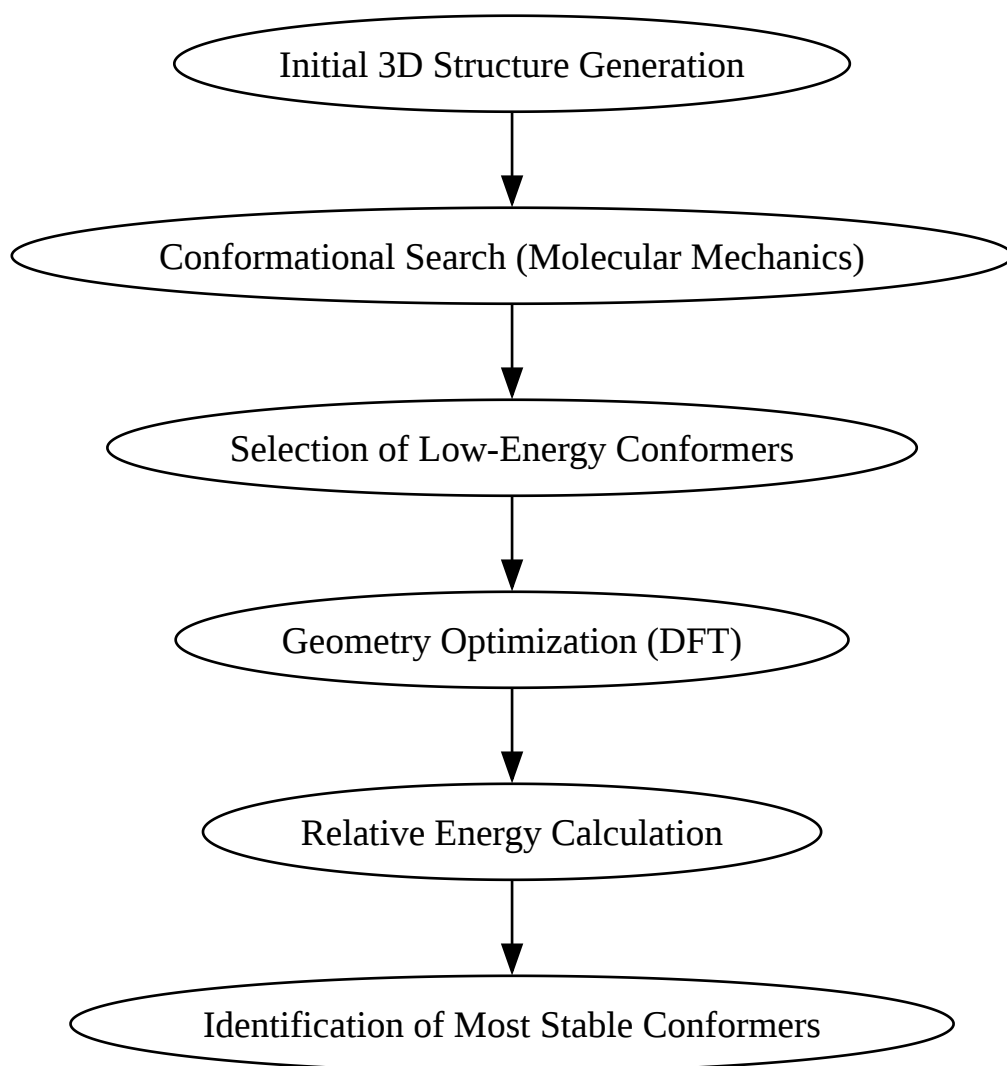 Initial 3D Structure Generation
Conformational Search (Molecular Mechanics)
Selection of Low-Energy Conformers
Geometry Optimization (DFT)
Relative Energy Calculation
Identification of Most Stable Conformers